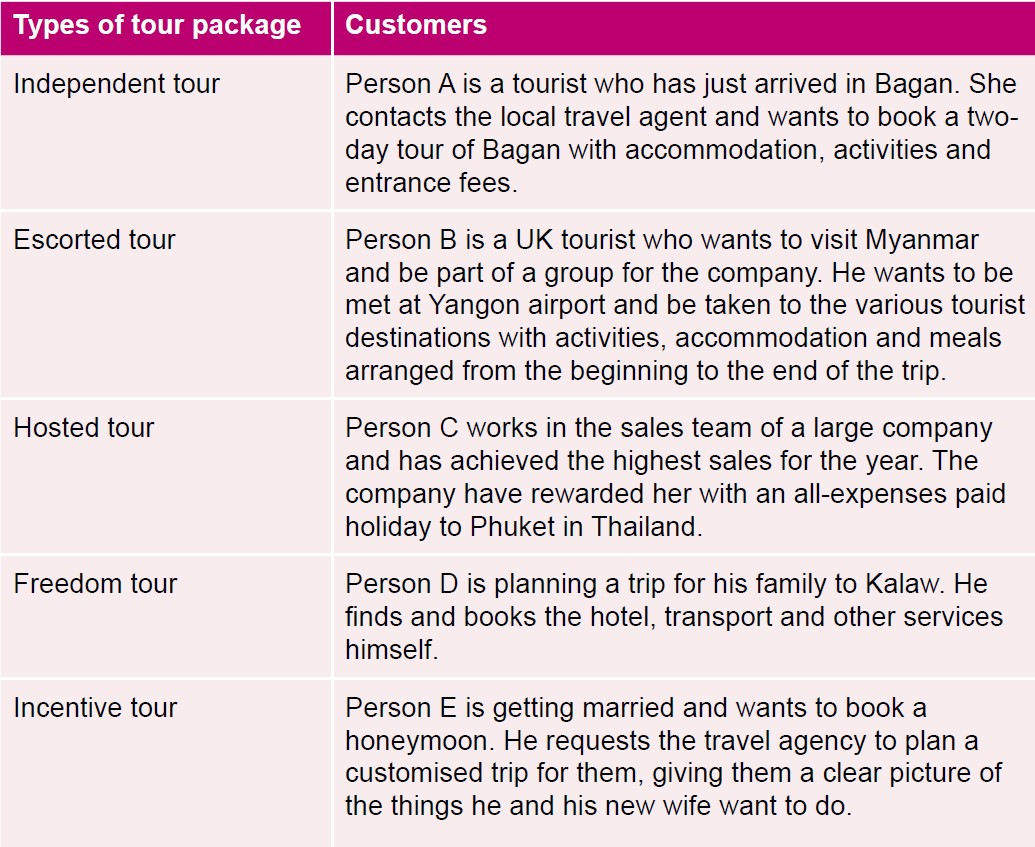 Types of tour package
Customers
Independent tour
Person A is a tourist who has just arrived in Bagan. She
contacts the local travel agent and wants to book a two-
day tour of Bagan with accommodation, activities and
entrance fees.
Escorted tour
Person B is a UK tourist who wants to visit Myanmar
and be part of a group for the company. He wants to be
met at Yangon airport and be taken to the various tourist
destinations with activities, accommodation and meals
arranged from the beginning to the end of the trip.
Hosted tour
Person C works in the sales team of a large company
and has achieved the highest sales for the year. The
company have rewarded her with an all-expenses paid
holiday to Phuket in Thailand.
Freedom tour
Person D is planning a trip for his family to Kalaw. He
finds and books the hotel, transport and other services
himself.
Incentive tour
Person E is getting married and wants to book a
honeymoon. He requests the travel agency to plan a
customised trip for them, giving them a clear picture of
the things he and his new wife want to do.